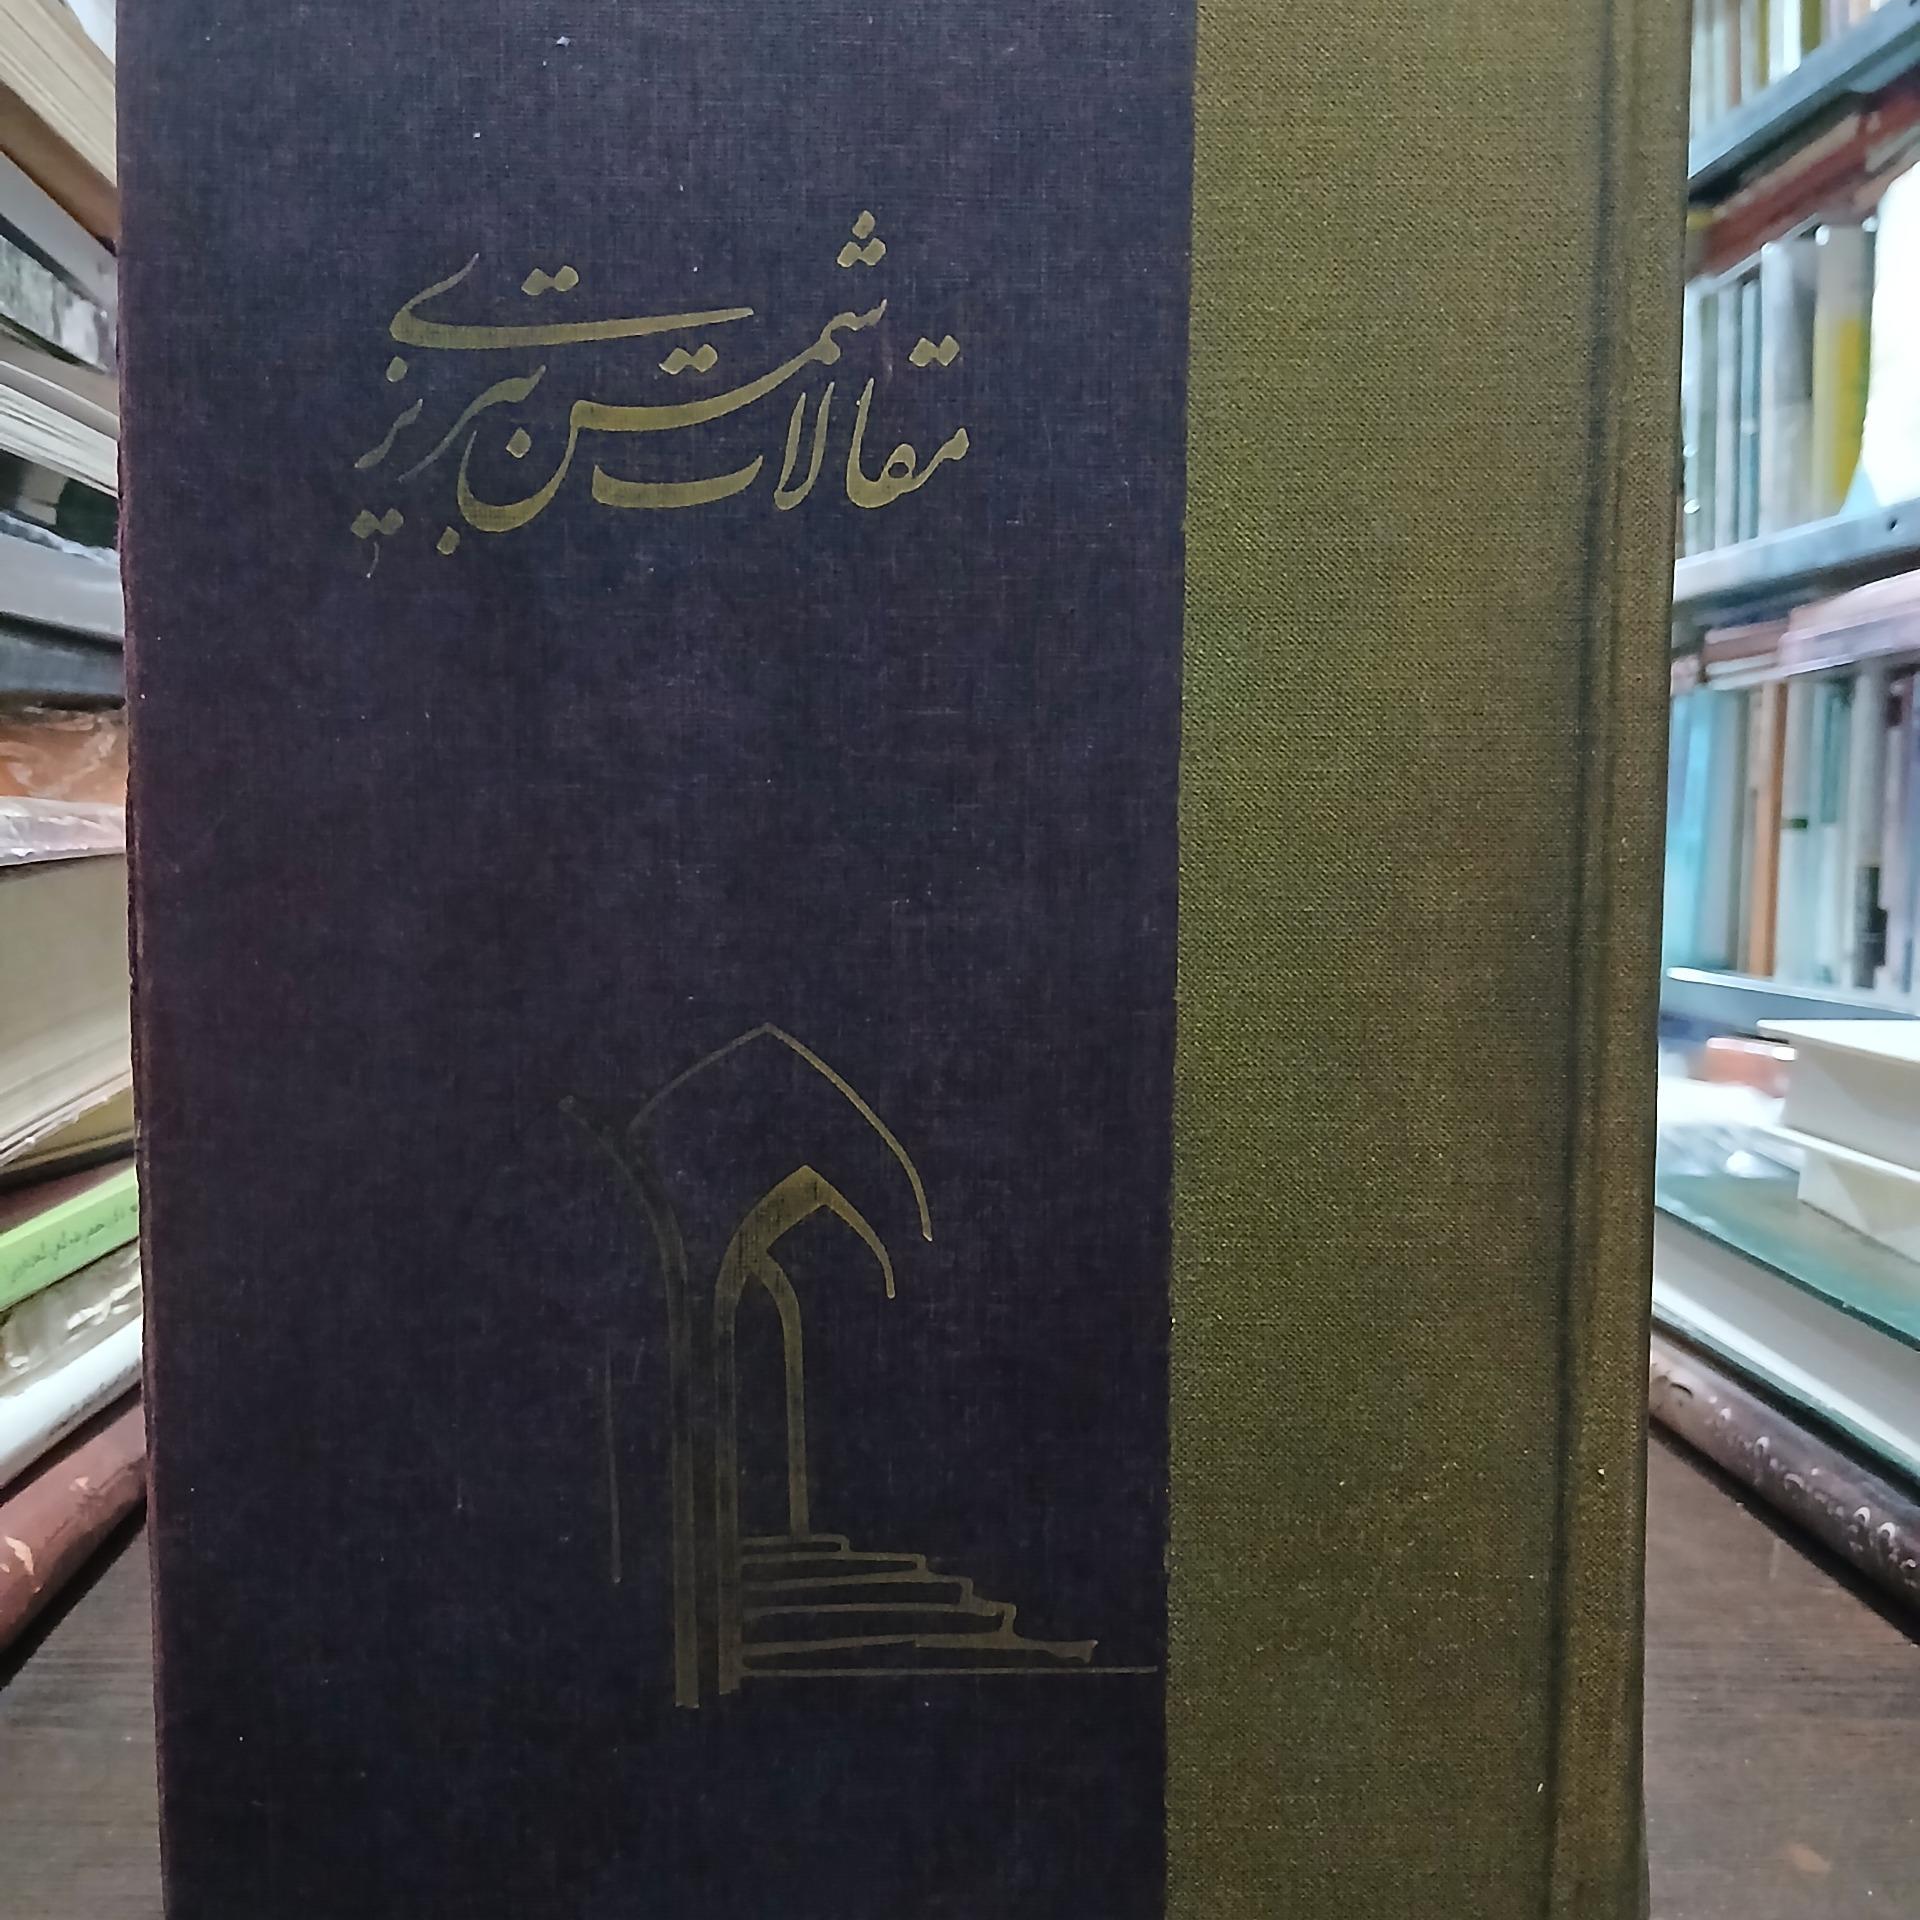 مقالات شمس تبریزی